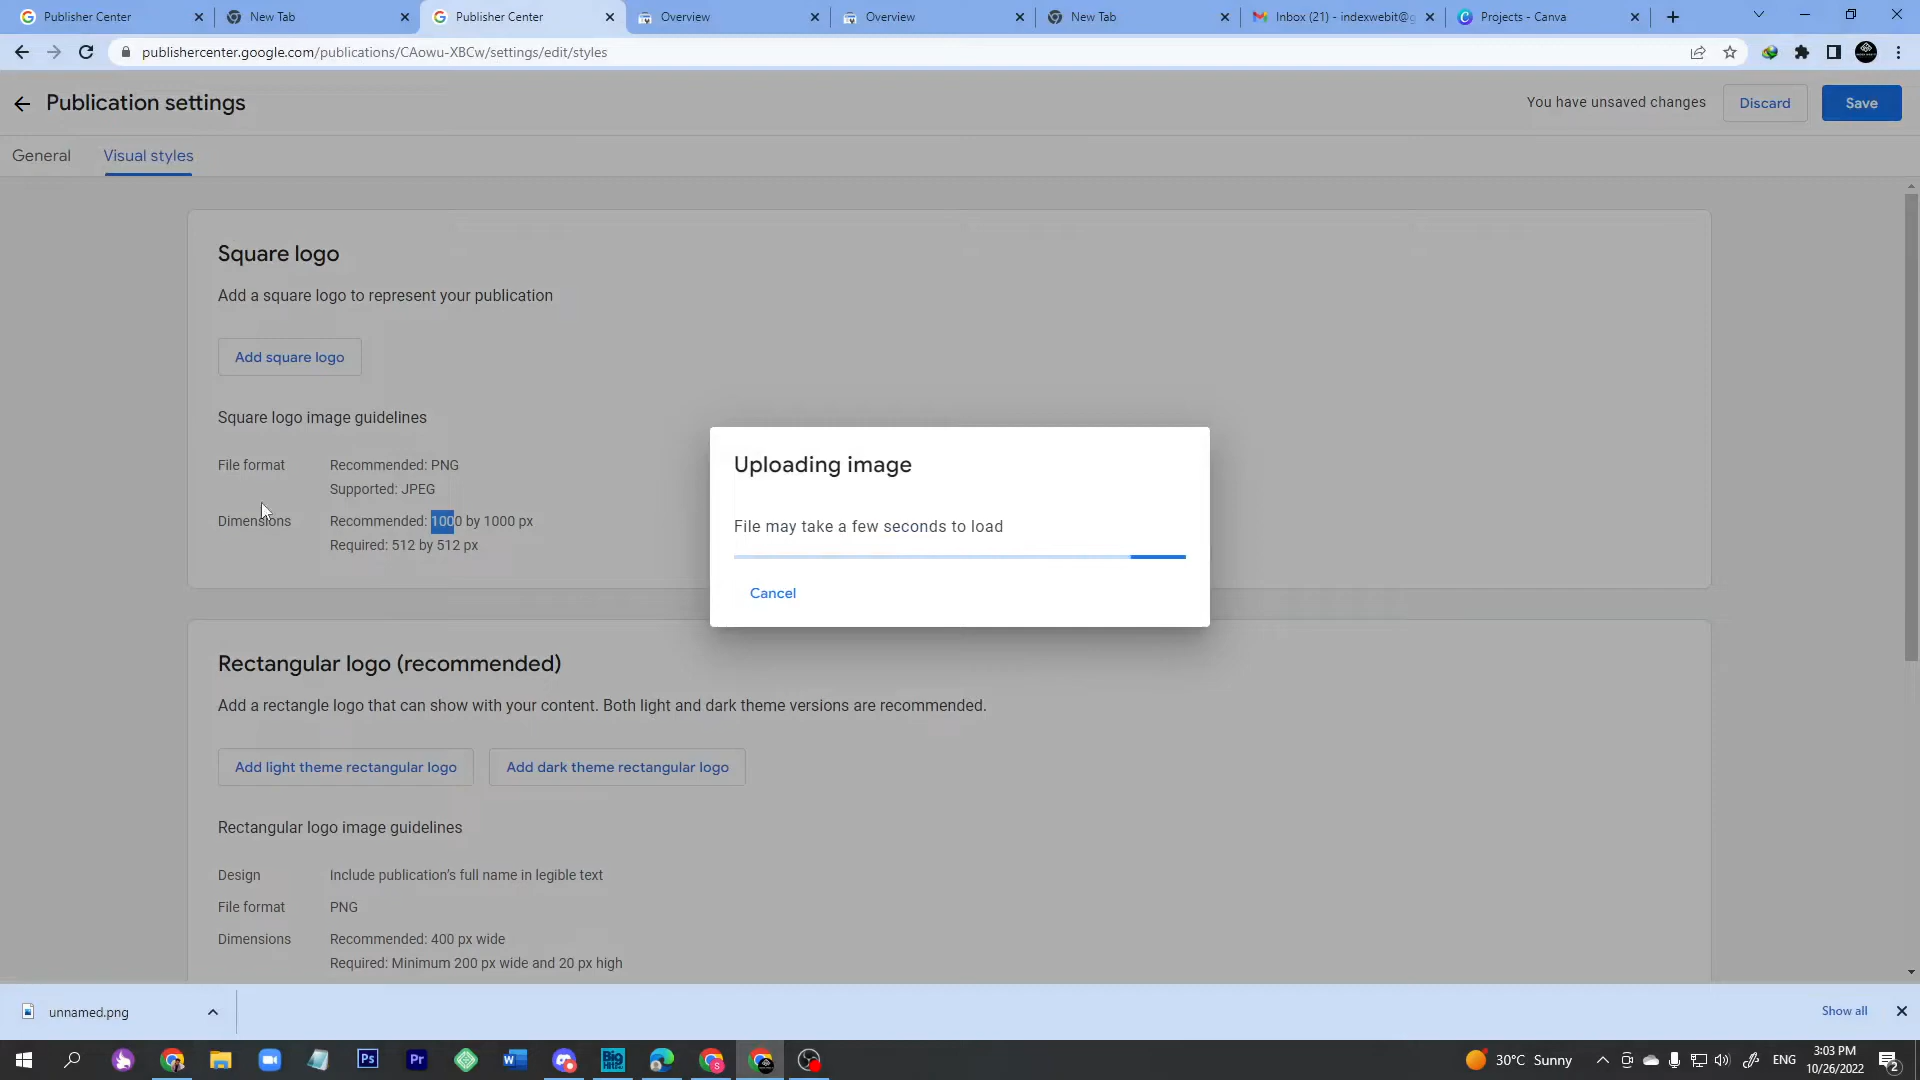 Publisher Center
New Tab
Publisher Center
Overview
Overview
New Tab
Inbox (21) - indexwebit@g
Projects - Canva
publishercenter.google.com/publications/CAowu-XBCw/settings/edit/styles
Publication settings
You have unsaved changes
Discard
Save
General
Visual styles
Square logo
Add a square logo to represent your publication
Add square logo
Square logo image guidelines
File format
Recommended: PNG
Supported: JPEG
Dimensions
Recommended: 1000 by 1000 px
Required: 512 by 512 px
Uploading image
File may take a few seconds to load
Cancel
Rectangular logo (recommended)
Add a rectangle logo that can show with your content. Both light and dark theme versions are recommended.
Add light theme rectangular logo
Add dark theme rectangular logo
Rectangular logo image guidelines
Design
Include publication's full name in legible text
File format
PNG
Dimensions
Recommended: 400 px wide
Required: Minimum 200 px wide and 20 px high
unnamed.png
Show all
Ps
Pr
30°C Sunny
ENG
3:03 PM
10/26/2022
2